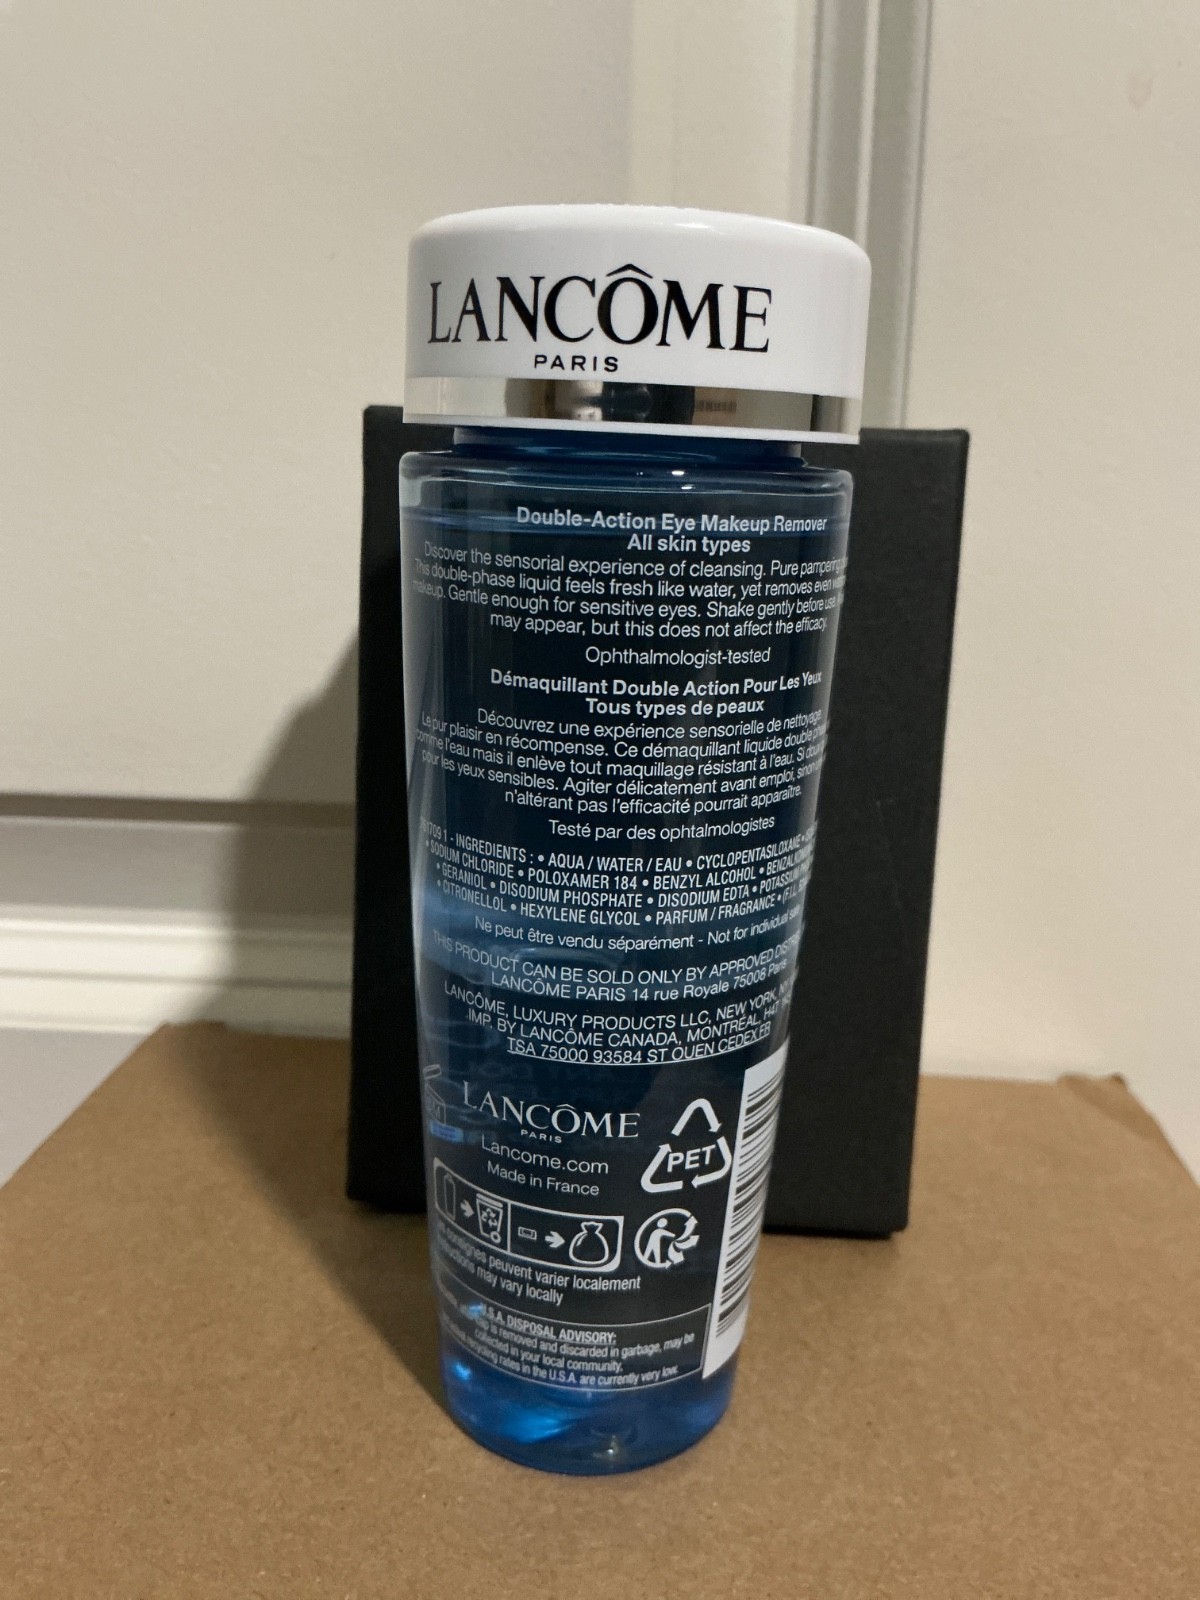 LANCÔME
PARIS
Double-Action Eye Makeup Remover
All skin types
Discover the sensorial experience of cleansing. Pure pampering
This double-phase liquid feels fresh like water, yet removes even
makeup. Gentle enough for sensitive eyes. Shake gently before use.
may appear, but this does not affect the efficacy.
Ophthalmologist-tested
Démaquillant Double Action Pour Les Yeux
Tous types de peaux
Découvrez une expérience sensorielle de nettoyage.
Le pur plaisir en récompense. Ce démaquillant liquide double
comme l'eau mais il enlève tout maquillage résistant à l'eau. Si
pour les yeux sensibles. Agiter délicatement avant emploi,
n'altérant pas l'efficacité pourrait apparaître.
Testé par des ophtalmologistes
1 - INGREDIENTS : • AQUA / WATER / EAU • CYCLOPENTASILOXANE •
• SODIUM CHLORIDE • POLOXAMER 184 • BENZYL ALCOHOL •
• GERANIOL • DISODIUM PHOSPHATE • DISODIUM EDTA • POTASSIUM
• CITRONELLOL • HEXYLENE GLYCOL • PARFUM / FRAGRANCE • (F.I.L.
Ne peut être vendu séparément - Not for individual sale
THIS PRODUCT CAN BE SOLD ONLY BY APPROVED
LANCÔME PARIS 14 rue Royale 75008 Paris
LANCÔME, LUXURY PRODUCTS LLC, NEW YORK,
IMP. BY LANCÔME CANADA, MONTRÉAL,
TSA 75000 93584 ST OUEN CEDEX FR
LANCÔME
PARIS
Lancome.com
Made in France
PET
consignes peuvent varier localement
Instructions may vary locally
U.S.A. DISPOSAL ADVISORY:
cap is removed and discarded in garbage, may be
collected in your local community,
recycling rates in the U.S.A. are currently very low.